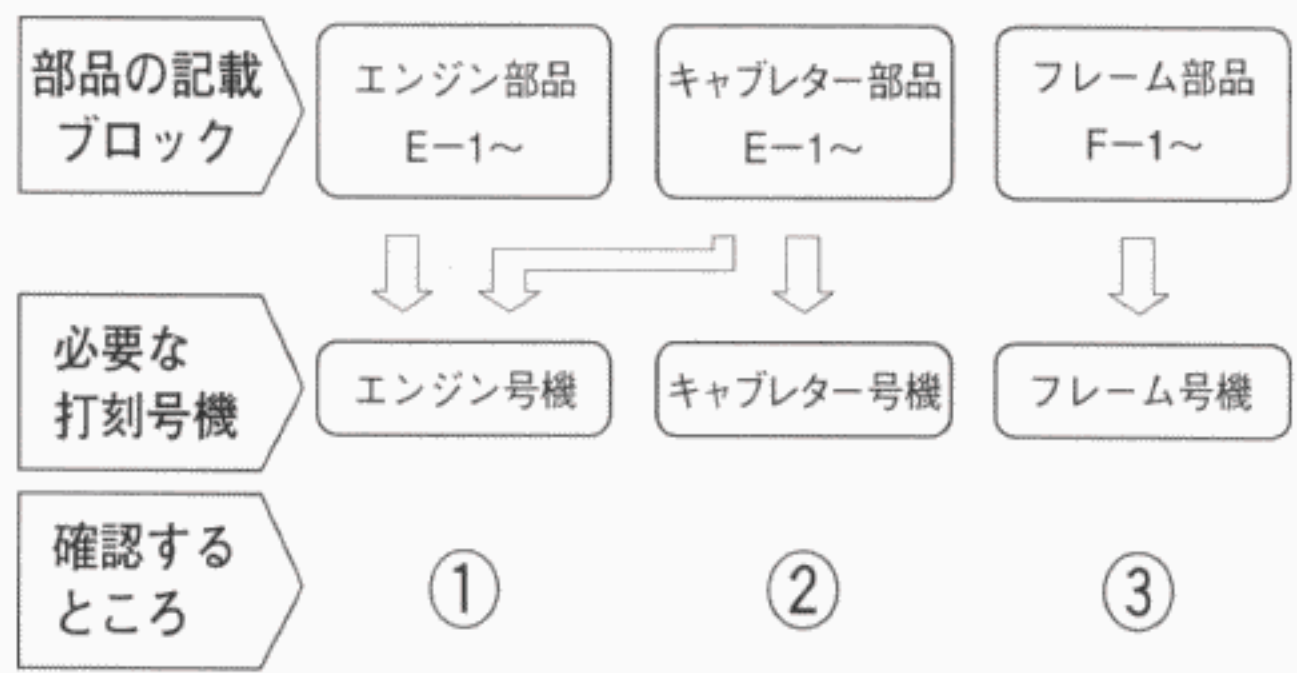 部品の記載
ブロック
エンジン部品
E－1～
キャブレター部品
E－1～
フレーム部品
F－1～
必要な
打刻号機
エンジン号機
キャブレター号機
フレーム号機
確認する
ところ
①
②
③